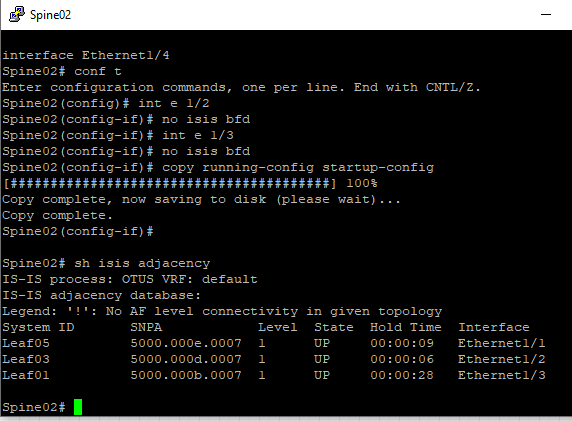 Spine02
interface Ethernet1/4
Spine02# conf t
Enter configuration commands, one per line. End with CNTL/Z.
Spine02(config)# int e 1/2
Spine02(config-if)# no isis bfd
Spine02(config-if)# int e 1/3
Spine02(config-if)# no isis bfd
Spine02(config-if)# copy running-config startup-config
[########################################] 100%
Copy complete, now saving to disk (please wait)...
Copy complete.
Spine02(config-if)#
Spine02# sh isis adjacency
IS-IS process: OTUS VRF: default
IS-IS adjacency database:
Legend: '!': No AF level connectivity in given topology
System ID       SNPA            Level  State  Hold Time  Interface
Leaf05          5000.000e.0007  1      UP     00:00:09   Ethernet1/1
Leaf03          5000.000d.0007  1      UP     00:00:06   Ethernet1/2
Leaf01          5000.000b.0007  1      UP     00:00:28   Ethernet1/3
Spine02#